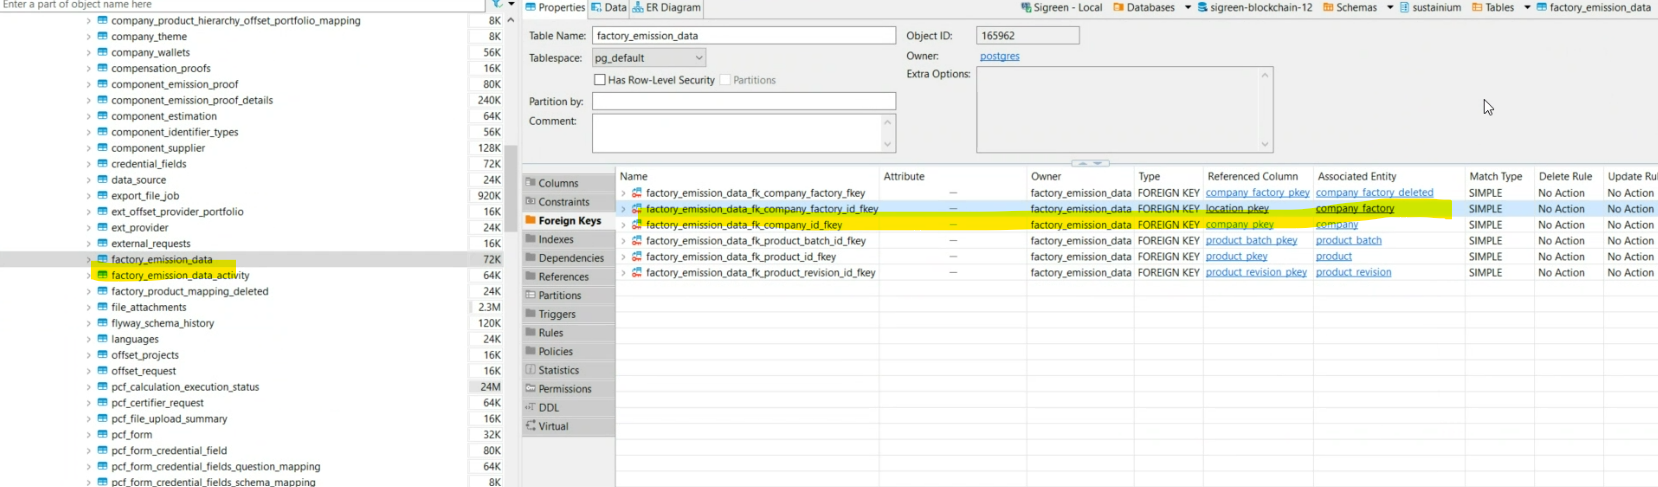 Enter a part of object name here
company_product_hierarchy_offset_portfolio_mapping 8K
company_theme 8K
company_wallets 56K
compensation_proofs 16K
component_emission_proof 80K
component_emission_proof_details 240K
component_estimation 64K
component_identifier_types 56K
component_supplier 128K
credential_fields 72K
data_source 24K
export_file_job 920K
ext_offset_provider_portfolio 16K
ext_provider 24K
external_requests 16K
factory_emission_data 72K
factory_emission_data_activity 64K
factory_product_mapping_deleted 24K
file_attachments 2.3M
flyway_schema_history 120K
languages 24K
offset_projects 16K
offset_request 16K
pcf_calculation_execution_status 24M
pcf_certifier_request 64K
pcf_file_upload_summary 16K
pcf_form 32K
pcf_form_credential_field 80K
pcf_form_credential_fields_question_mapping 64K
pcf_form_credential_fields_schema_mapping 8K
Properties Data ER Diagram Sigreen - Local Databases sigreen-blockchain-12 Schemas sustainium Tables factory_emission_data
Table Name: factory_emission_data Object ID: 165962
Tablespace: pg_default Owner: postgres
Has Row-Level Security Partitions Extra Options:
Partition by:
Comment:
Columns
Constraints
Foreign Keys
Indexes
Dependencies
References
Partitions
Triggers
Rules
Policies
Statistics
Permissions
DDL
Virtual
Name Attribute Owner Type Referenced Column Associated Entity Match Type Delete Rule Update Ru
factory_emission_data_fk_company_factory_fkey — factory_emission_data FOREIGN KEY company_factory_pkey company_factory_deleted SIMPLE No Action No Action
factory_emission_data_fk_company_factory_id_fkey — factory_emission_data FOREIGN KEY location_pkey company_factory SIMPLE No Action No Action
factory_emission_data_fk_company_id_fkey — factory_emission_data FOREIGN KEY company_pkey company SIMPLE No Action No Action
factory_emission_data_fk_product_batch_id_fkey — factory_emission_data FOREIGN KEY product_batch_pkey product_batch SIMPLE No Action No Action
factory_emission_data_fk_product_id_fkey — factory_emission_data FOREIGN KEY product_pkey product SIMPLE No Action No Action
factory_emission_data_fk_product_revision_id_fkey — factory_emission_data FOREIGN KEY product_revision_pkey product_revision SIMPLE No Action No Action